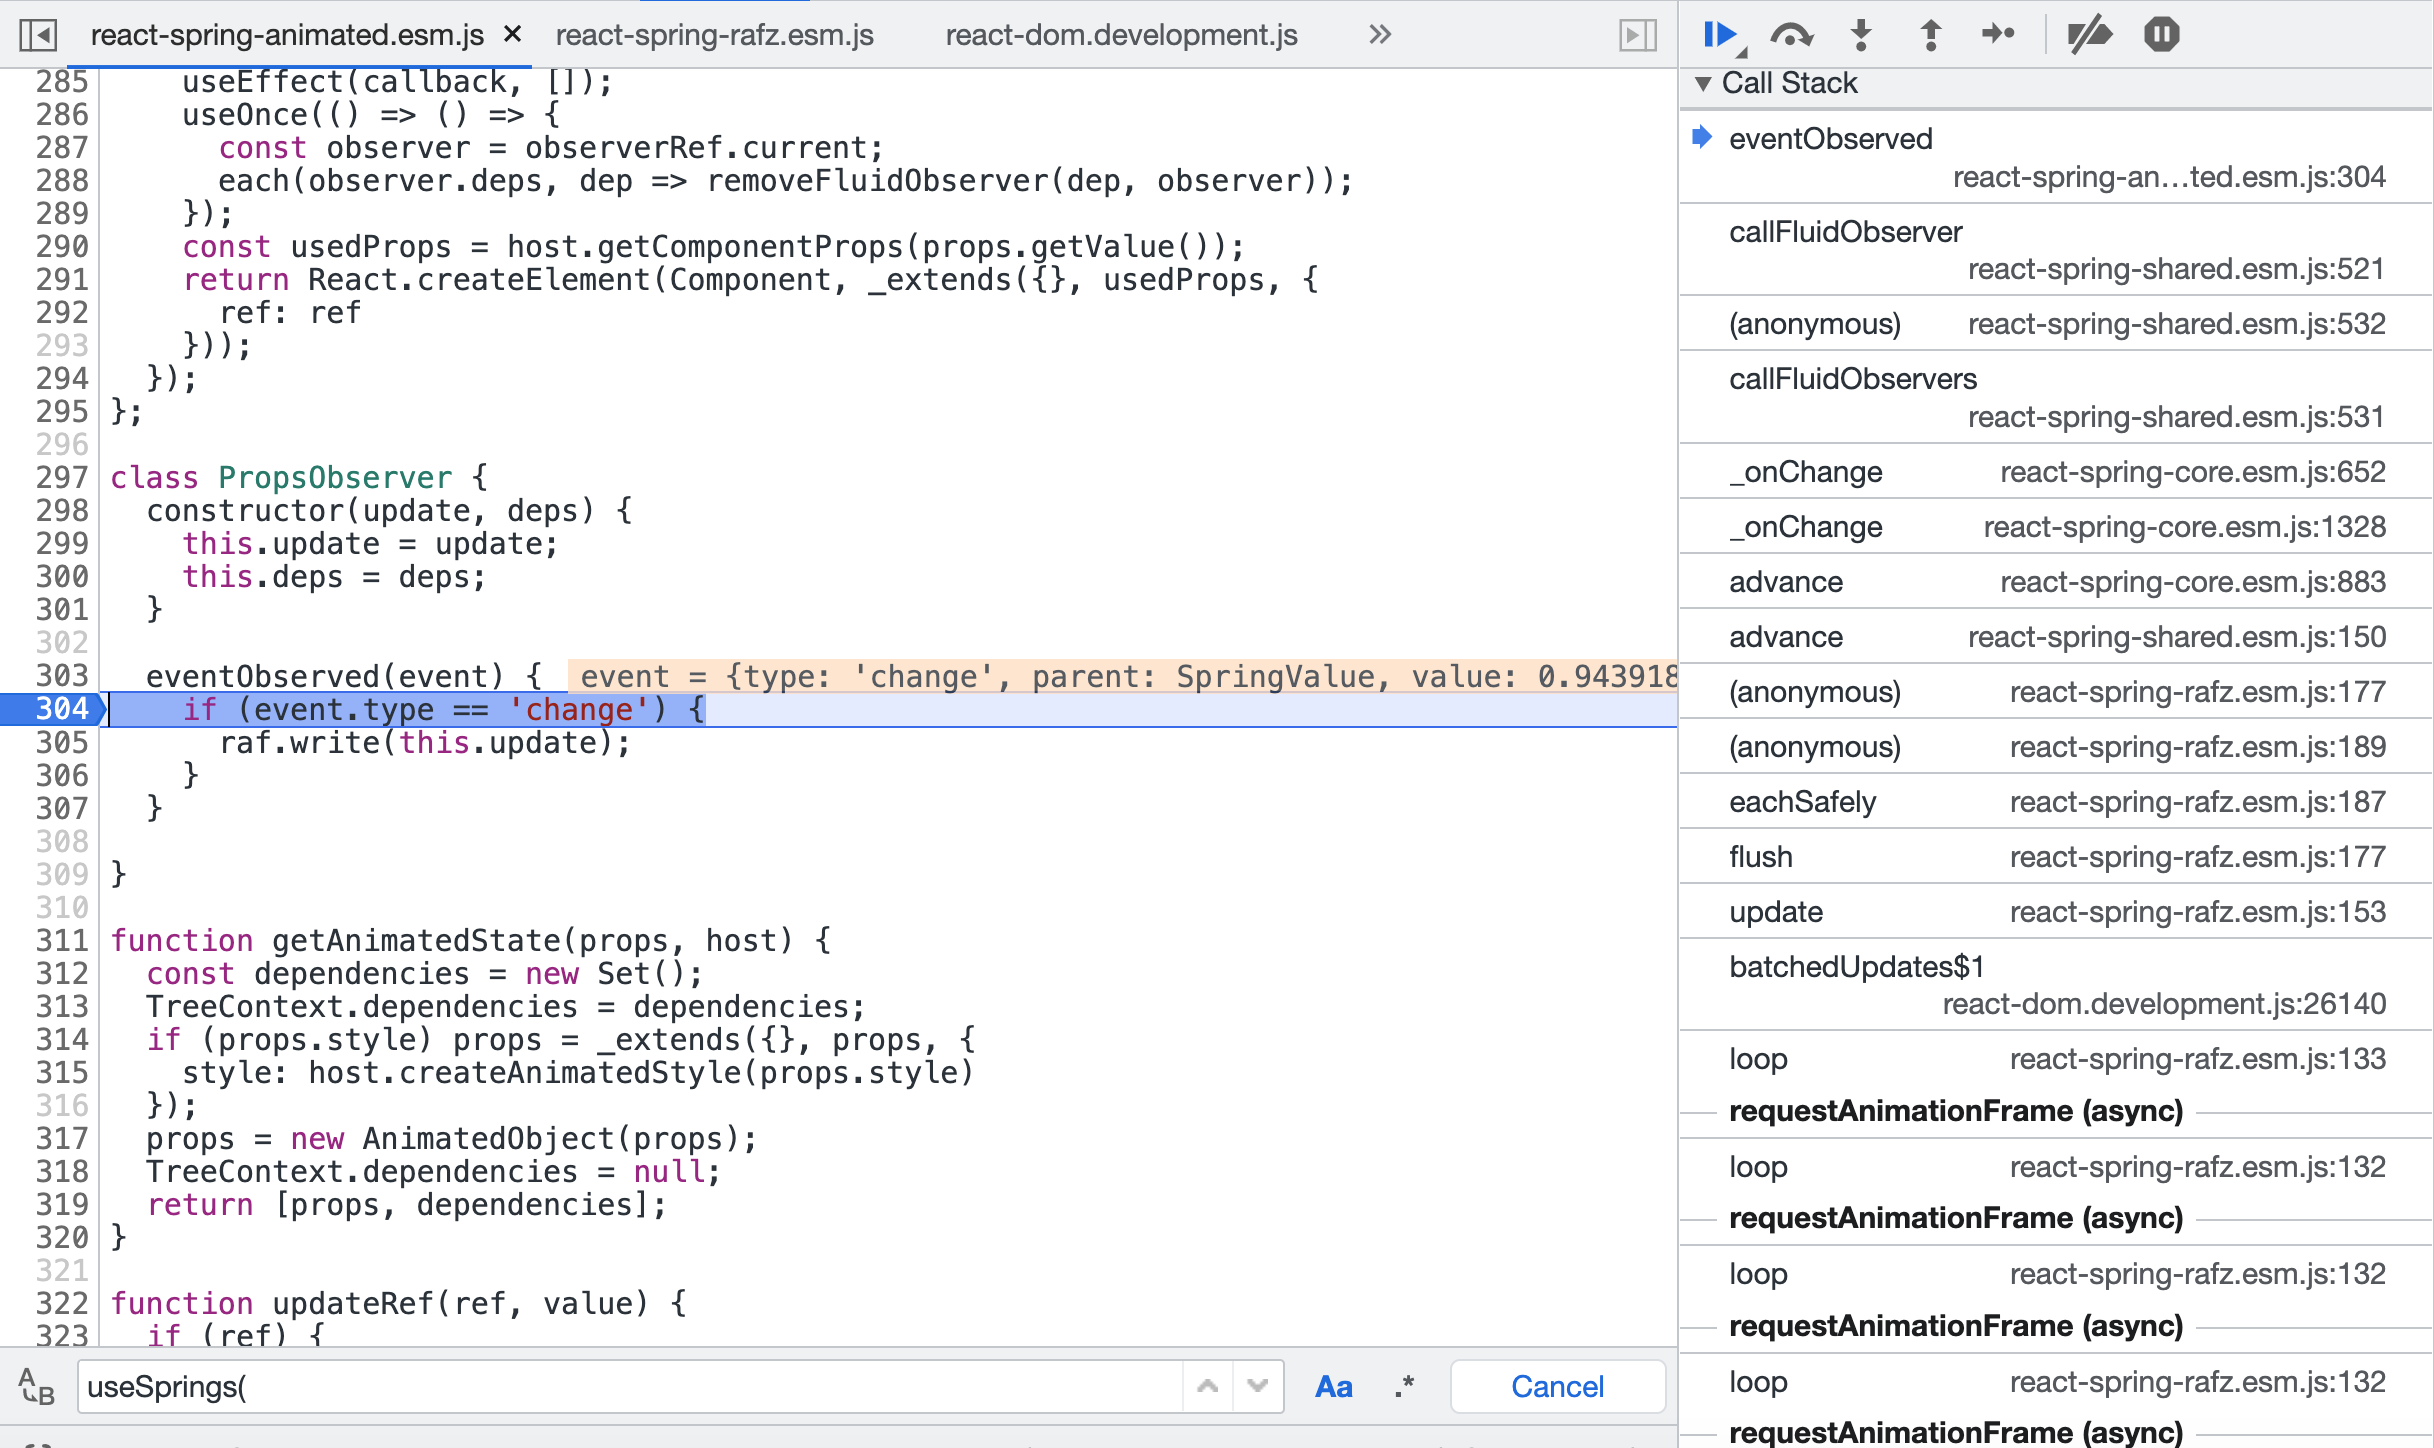 react-spring-animated.esm.js × react-spring-rafz.esm.js react-dom.development.js »
285 useEffect(callback, []);
286 useOnce(() => () => {
287 const observer = observerRef.current;
288 each(observer.deps, dep => removeFluidObserver(dep, observer));
289 });
290 const usedProps = host.getComponentProps(props.getValue());
291 return React.createElement(Component, _extends({}, usedProps, {
292 ref: ref
293 }));
294 });
295 };
296
297 class PropsObserver {
298 constructor(update, deps) {
299 this.update = update;
300 this.deps = deps;
301 }
302
303 eventObserved(event) { event = {type: 'change', parent: SpringValue, value: 0.943918
304 if (event.type == 'change') {
305 raf.write(this.update);
306 }
307 }
308
309 }
310
311 function getAnimatedState(props, host) {
312 const dependencies = new Set();
313 TreeContext.dependencies = dependencies;
314 if (props.style) props = _extends({}, props, {
315 style: host.createAnimatedStyle(props.style)
316 });
317 props = new AnimatedObject(props);
318 TreeContext.dependencies = null;
319 return [props, dependencies];
320 }
321
322 function updateRef(ref, value) {
323 if (ref) {
A B useSprings( Aa .* Cancel
Call Stack
eventObserved
react-spring-an…ted.esm.js:304
callFluidObserver
react-spring-shared.esm.js:521
(anonymous) react-spring-shared.esm.js:532
callFluidObservers
react-spring-shared.esm.js:531
_onChange react-spring-core.esm.js:652
_onChange react-spring-core.esm.js:1328
advance react-spring-core.esm.js:883
advance react-spring-shared.esm.js:150
(anonymous) react-spring-rafz.esm.js:177
(anonymous) react-spring-rafz.esm.js:189
eachSafely react-spring-rafz.esm.js:187
flush react-spring-rafz.esm.js:177
update react-spring-rafz.esm.js:153
batchedUpdates$1
react-dom.development.js:26140
loop react-spring-rafz.esm.js:133
requestAnimationFrame (async)
loop react-spring-rafz.esm.js:132
requestAnimationFrame (async)
loop react-spring-rafz.esm.js:132
requestAnimationFrame (async)
loop react-spring-rafz.esm.js:132
requestAnimationFrame (async)